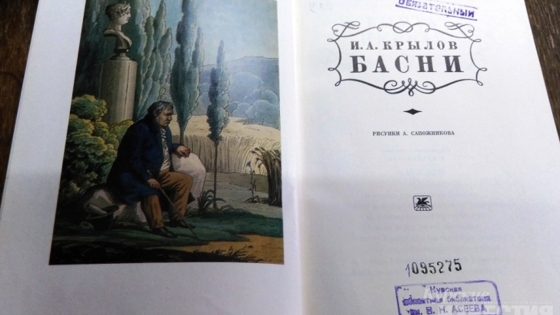 ОБЯЗАТЕЛЬНЫЙ
И. А. КРЫЛОВ
БАСНИ
РИСУНКИ А. САПОЖНИКОВА
1095275
Курская
областная библиотека
им. Н. Н. АСЕЕВА